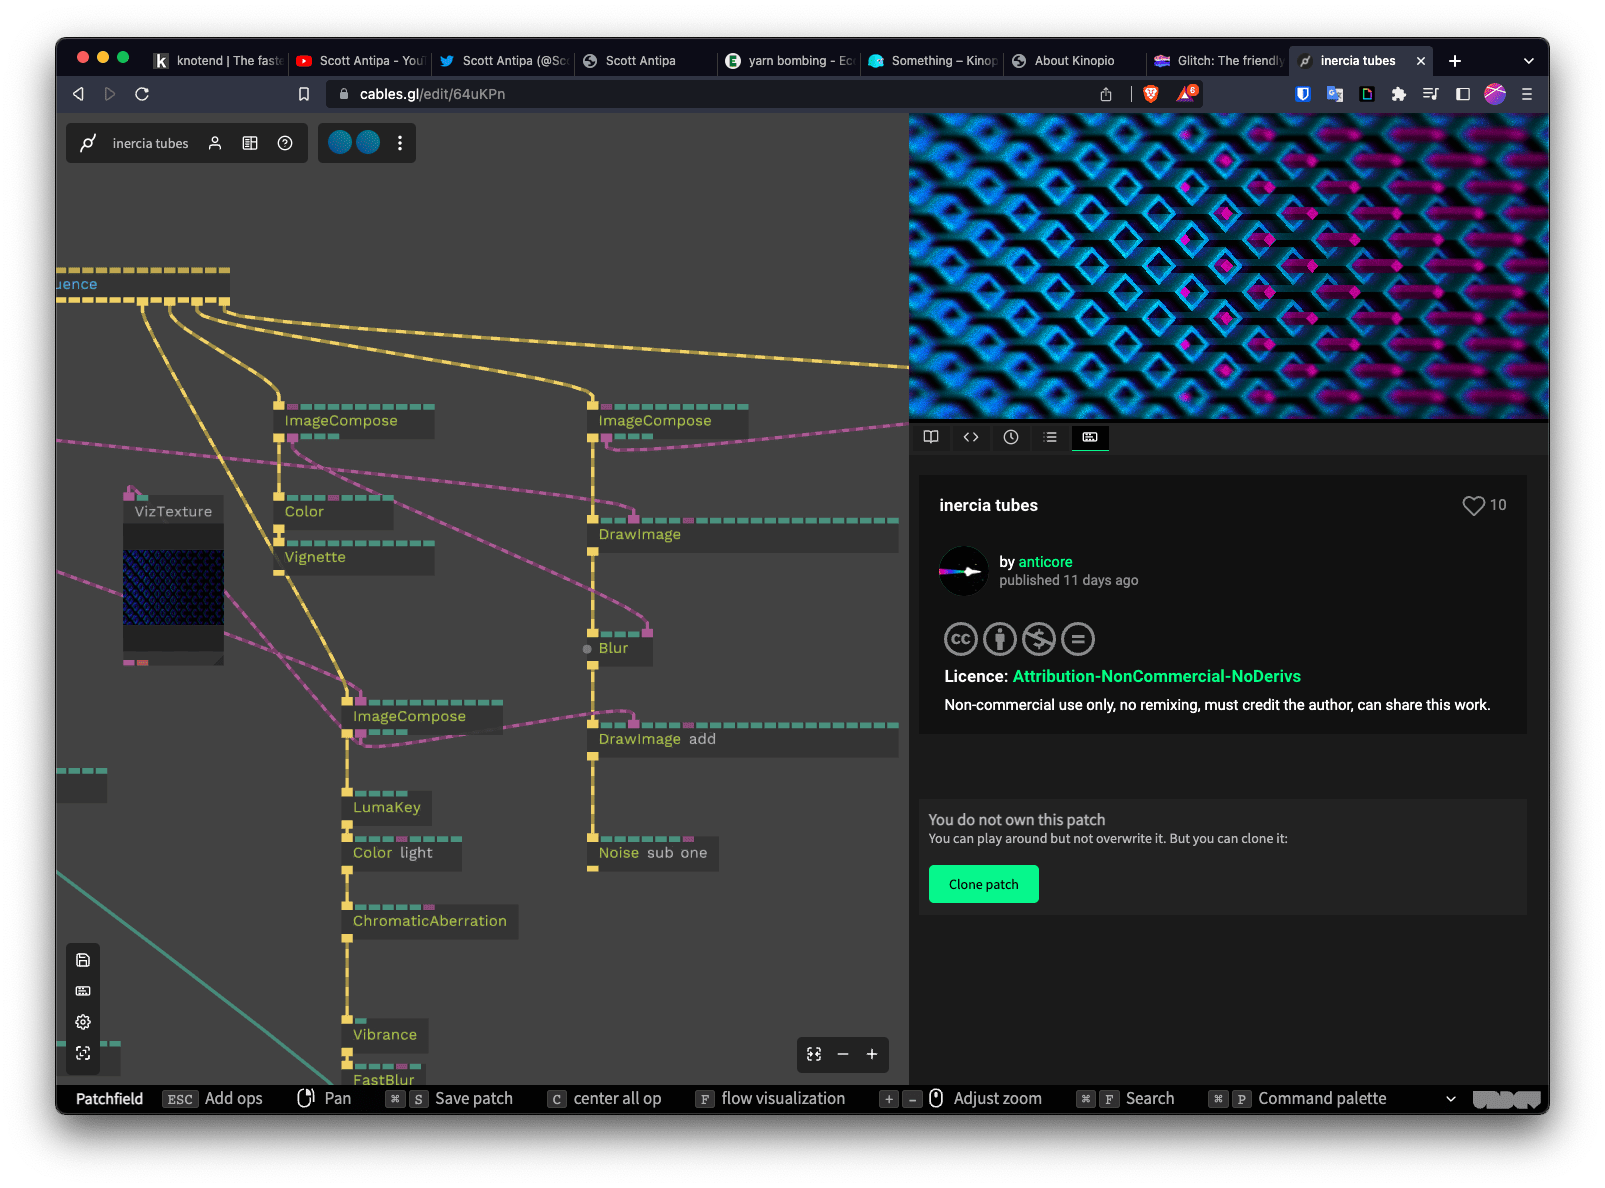 knotend | The faste
Scott Antipa - YouT
Scott Antipa (@Sco
Scott Antipa
yarn bombing - Eco
Something – Kinop
About Kinopio
Glitch: The friendly
inercia tubes
cables.gl/edit/64uKPn
6
inercia tubes
uence
ImageCompose
ImageCompose
VizTexture
Color
DrawImage
Vignette
Blur
ImageCompose
DrawImage add
LumaKey
Color light
Noise sub one
ChromaticAberration
Vibrance
FastBlur
inercia tubes
10
by anticore
published 11 days ago
cc
Licence: Attribution-NonCommercial-NoDerivs
Non-commercial use only, no remixing, must credit the author, can share this work.
You do not own this patch
You can play around but not overwrite it. But you can clone it:
Clone patch
Patchfield ESC Add ops Pan ⌘ S Save patch C center all op F flow visualization + – Adjust zoom ⌘ F Search ⌘ P Command palette